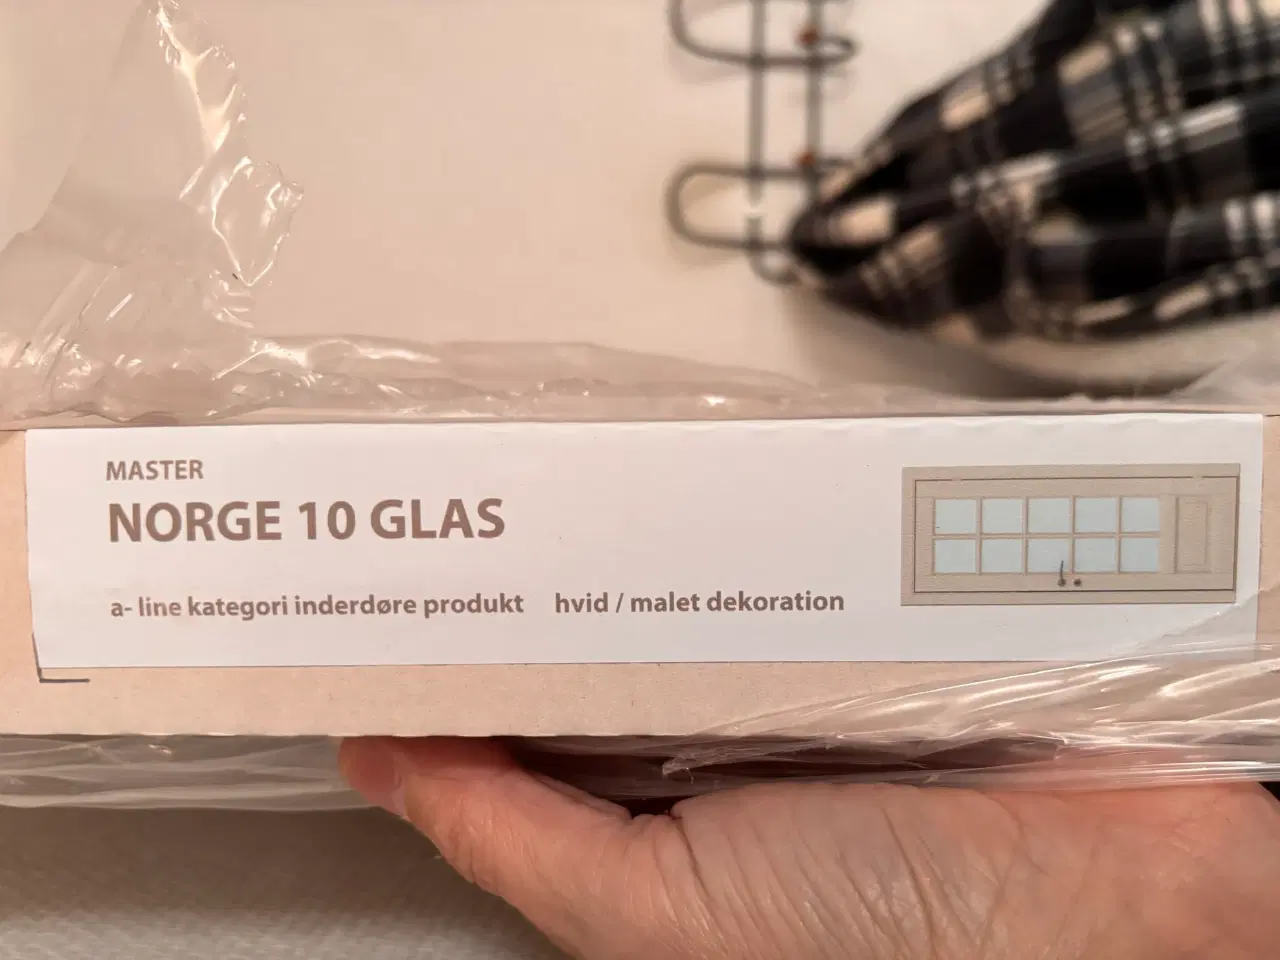 MASTER
NORGE 10 GLAS
a- line kategori inderdøre produkt hvid / malet dekoration